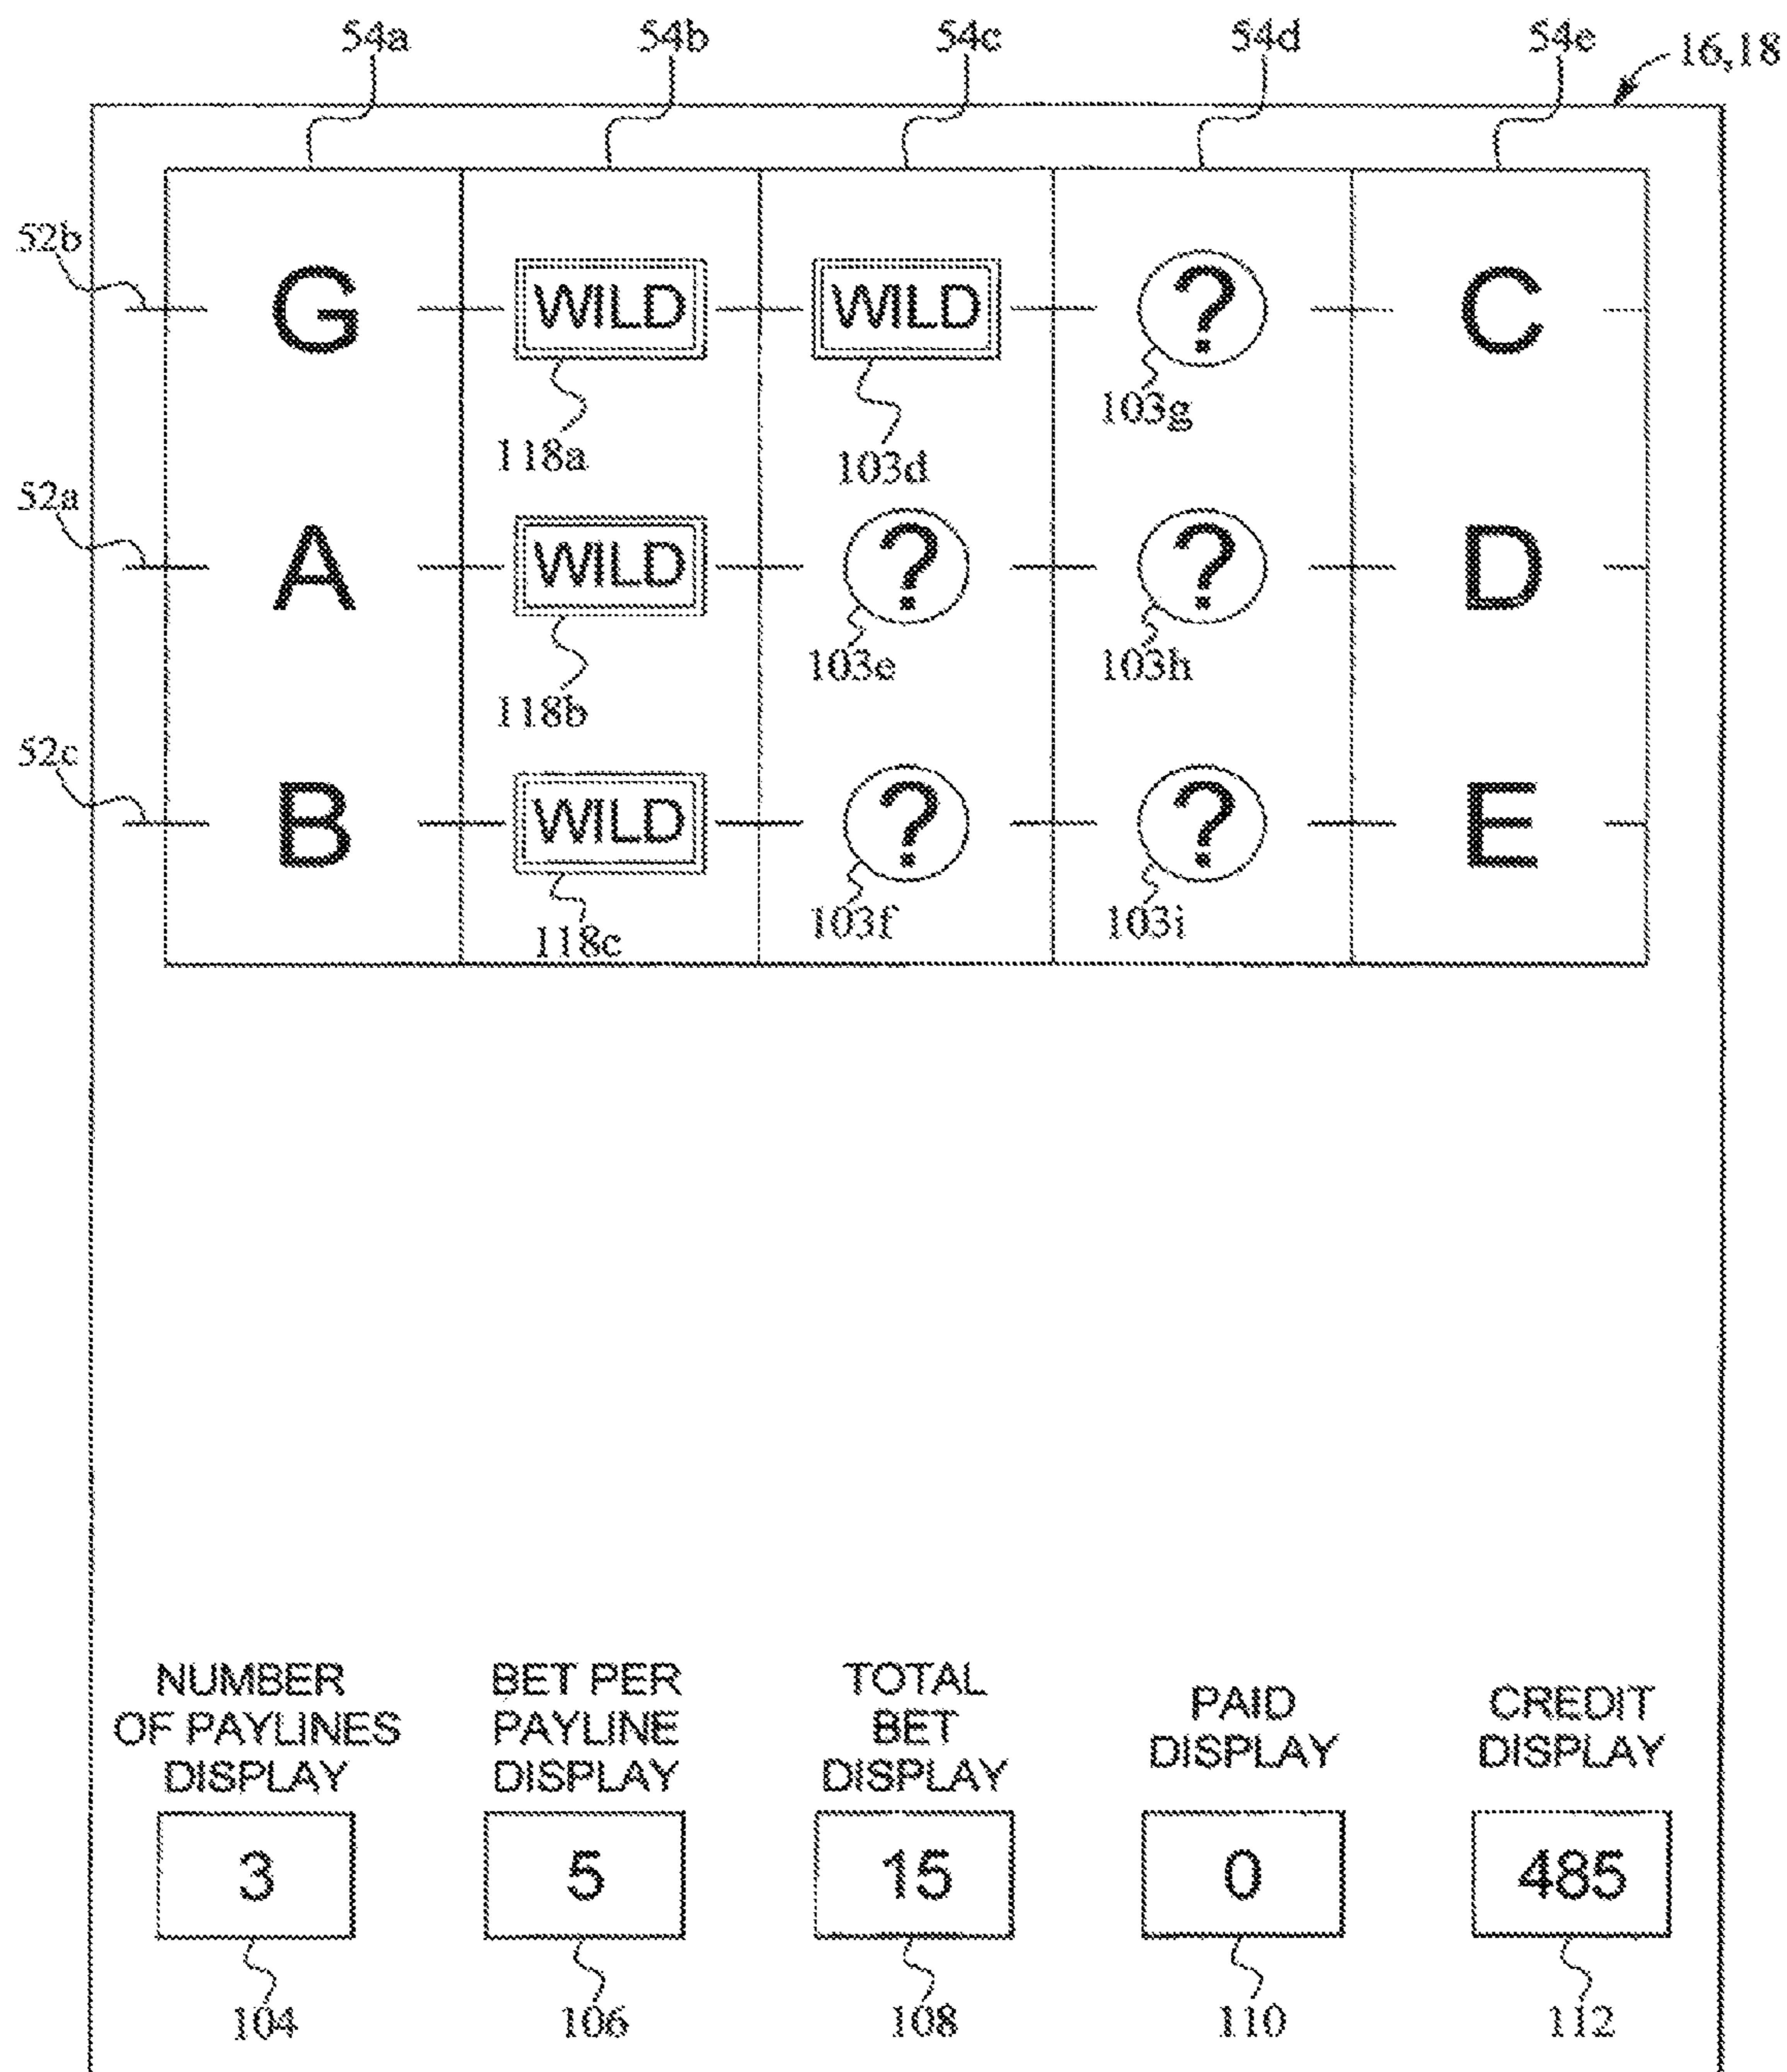 54a 54b 54c 54d 54e
16,18
52b G WILD WILD ? C
118a 103d 103g
52a A WILD ? ? D
118b 103e 103h
52c B WILD ? ? E
118c 103f 103i
NUMBER OF PAYLINES DISPLAY
3
104
BET PER PAYLINE DISPLAY
5
106
TOTAL BET DISPLAY
15
108
PAID DISPLAY
0
110
CREDIT DISPLAY
485
112